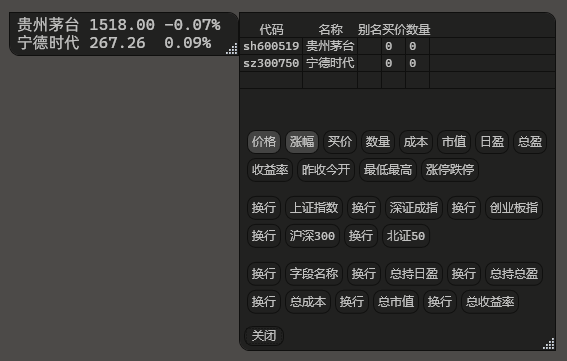 贵州茅台 1518.00 -0.07%
宁德时代 267.26 0.09%
代码 名称 别名 买价 数量
sh600519 贵州茅台 0 0
sz300750 宁德时代 0 0
价格 涨幅 买价 数量 成本 市值 日盈 总盈
收益率 昨收今开 最低最高 涨停跌停
换行 上证指数 换行 深证成指 换行 创业板指
换行 沪深300 换行 北证50
换行 字段名称 换行 总持日盈 换行 总持总盈
换行 总成本 换行 总市值 换行 总收益率
关闭